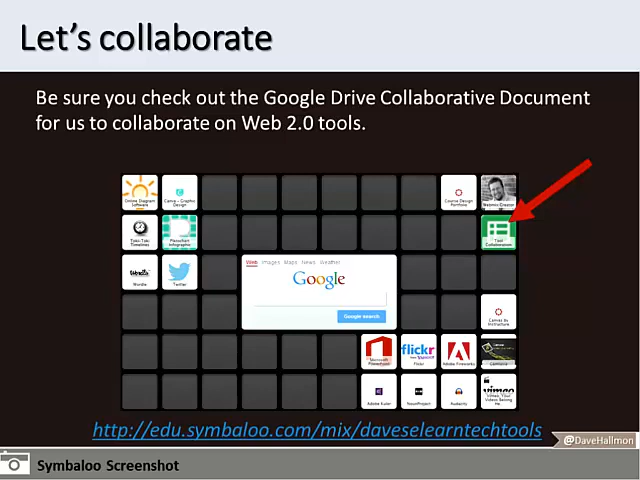 Let's collaborate
Be sure you check out the Google Drive Collaborative Document
for us to collaborate on Web 2.0 tools.
Online Diagram
Software
Canva - Graphic
Design
Course Design
Portfolio
Webmix Creator
Tiki-Toki
Timelines
Piktochart
Infographic
Tool
Collaboration
Wordle
Twitter
Web Images Maps News Weather
Google
Google search
Canvas by
Instructure
Microsoft
PowerPoint
flickr
Flickr
Adobe Fireworks
Camtasia
Adobe Kuler
NounProject
Audacity
vimeo
Vimeo, Your
Videos Belong
http://edu.symbaloo.com/mix/daveselearntechtools
@DaveHallmon
Symbaloo Screenshot